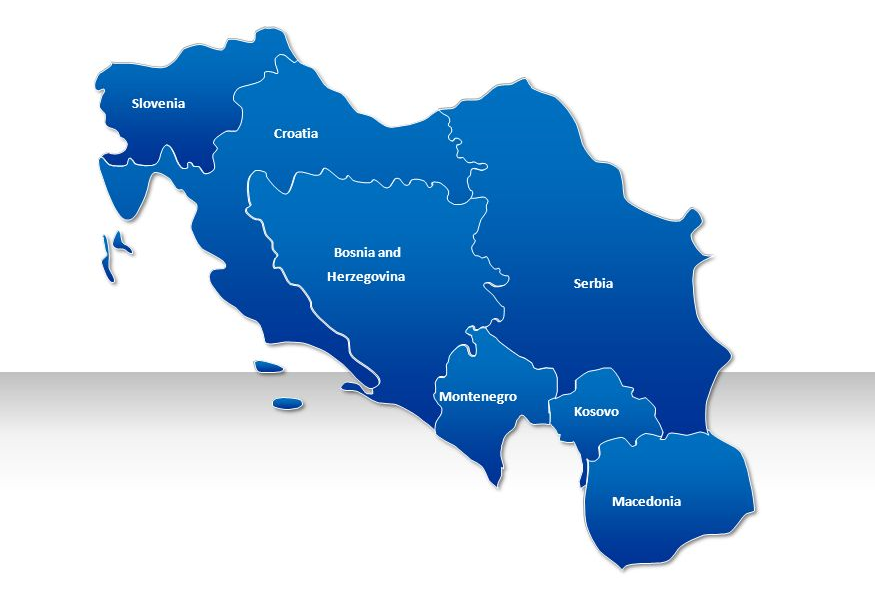 Slovenia
Croatia
Bosnia and
Herzegovina
Serbia
Montenegro
Kosovo
Macedonia